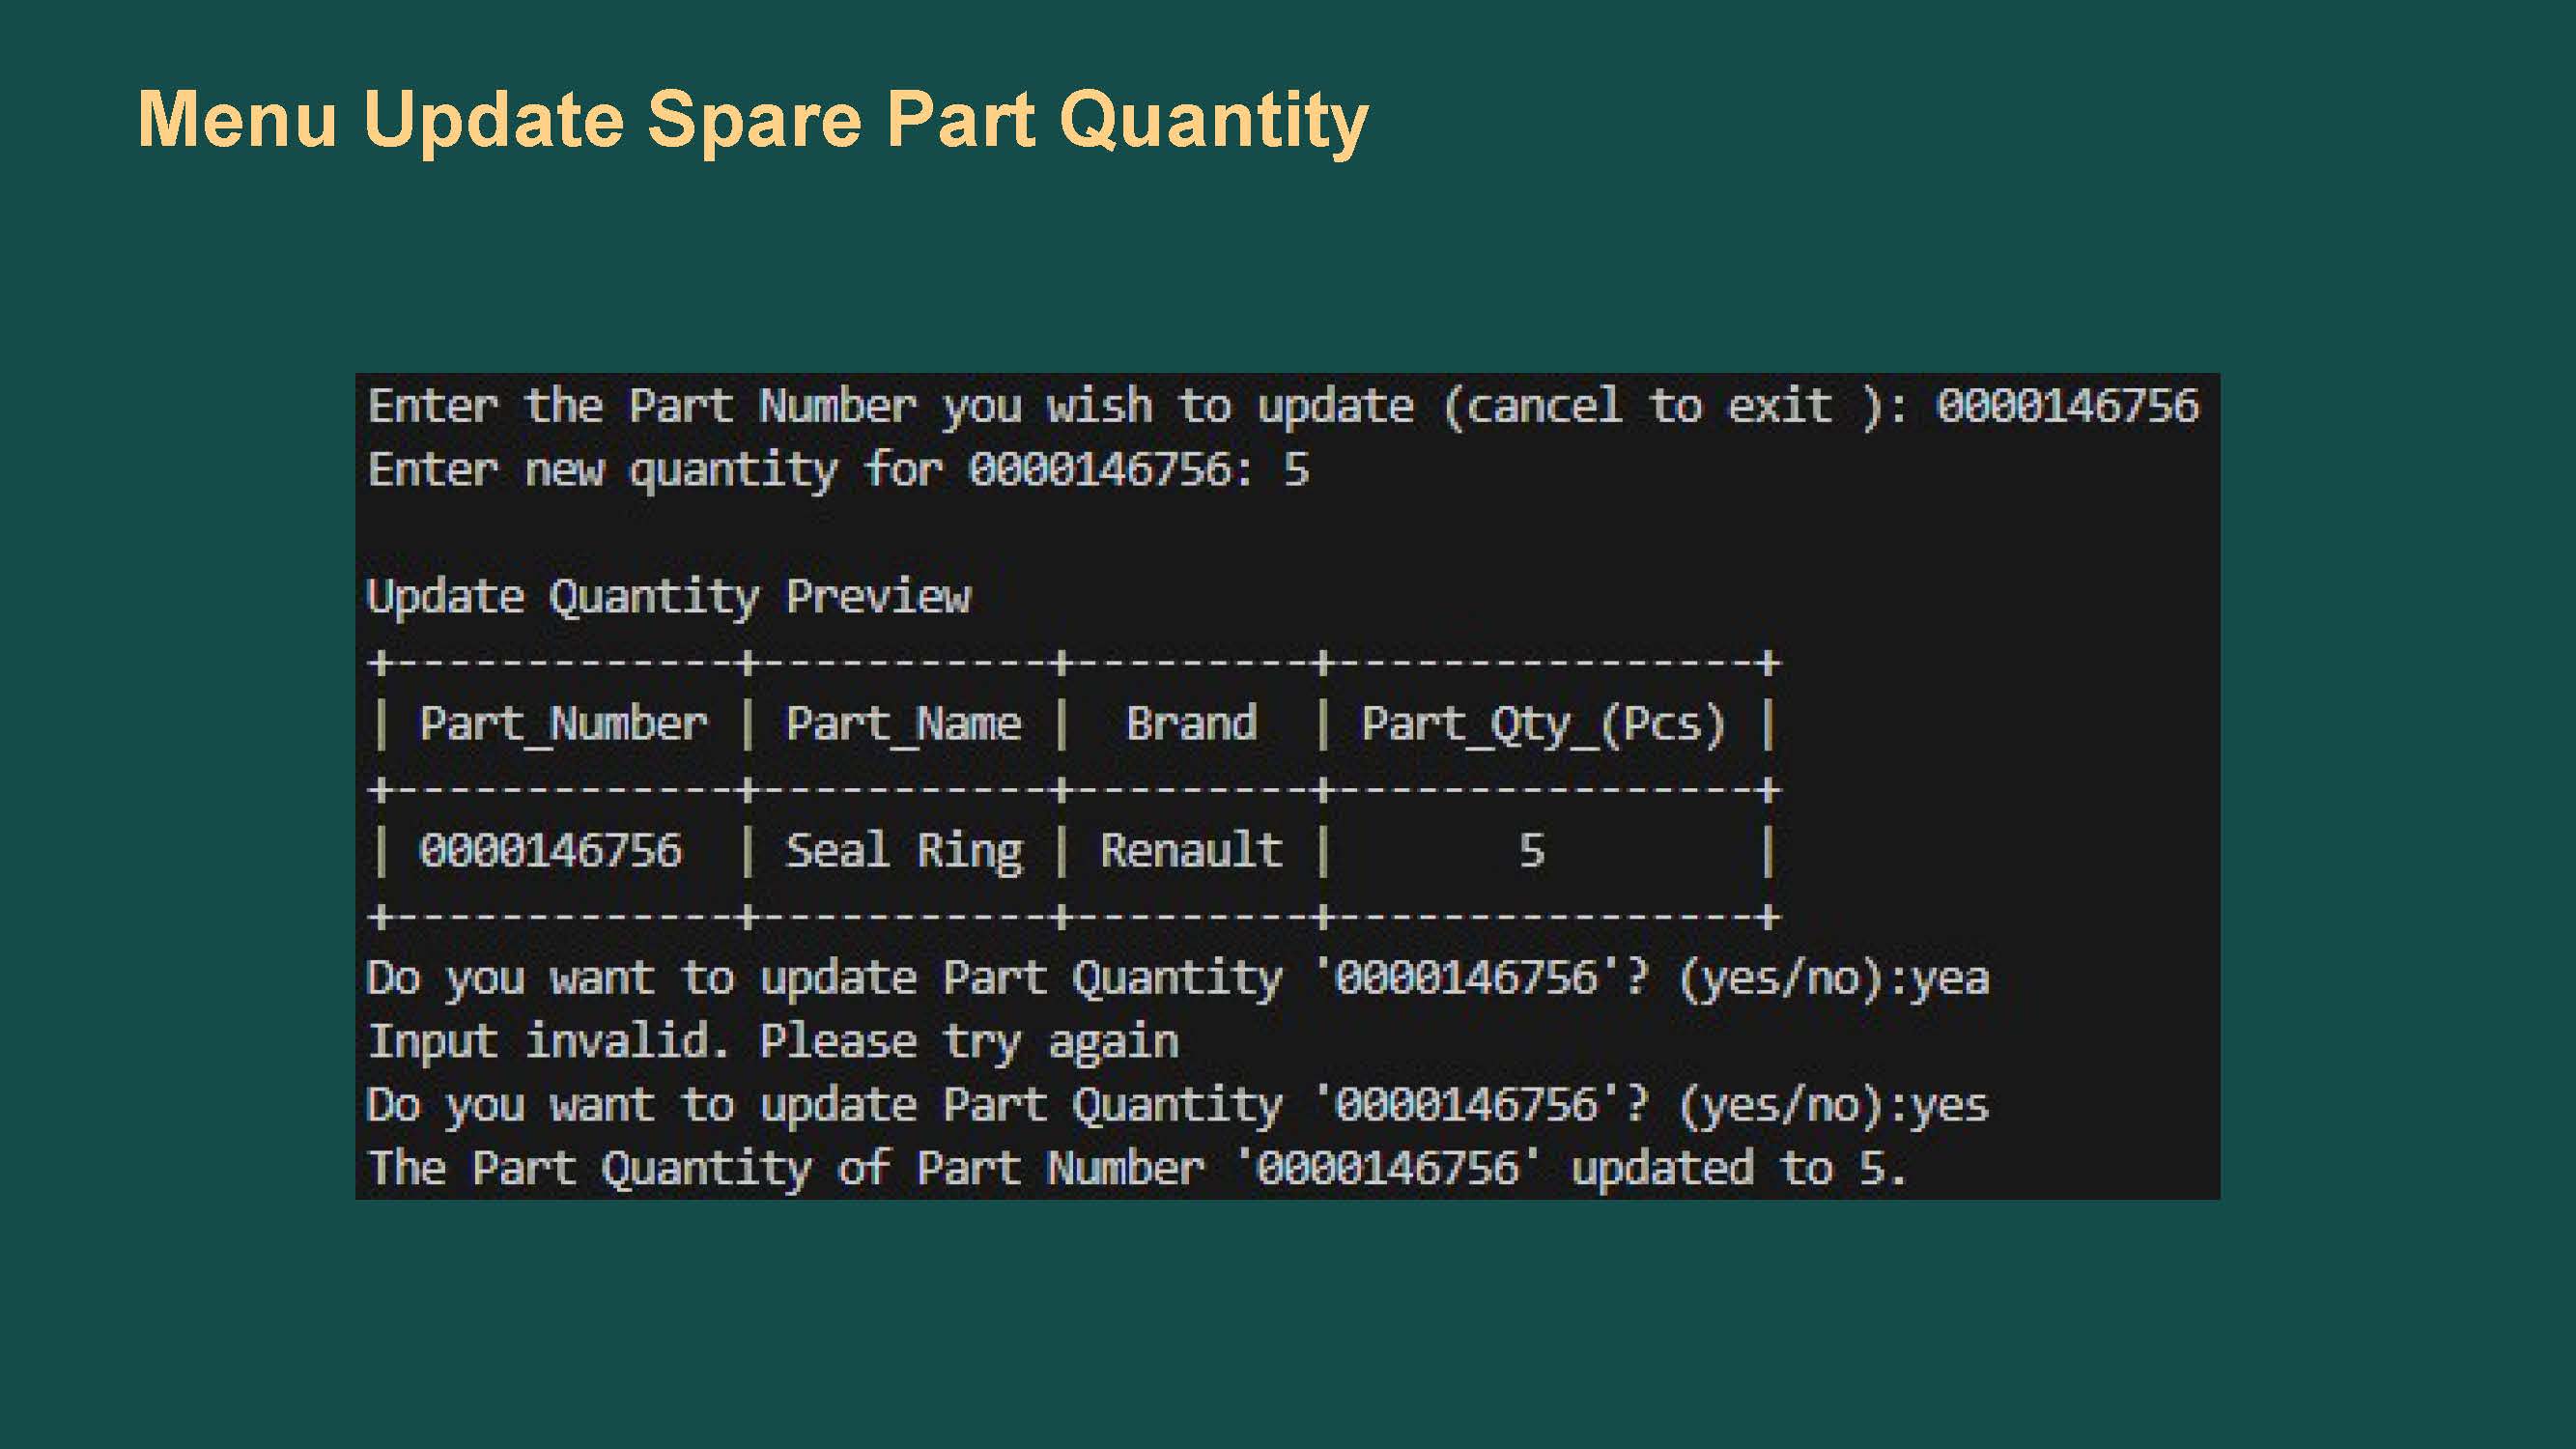 Menu Update Spare Part Quantity
Enter the Part Number you wish to update (cancel to exit ): 0000146756
Enter new quantity for 0000146756: 5
Update Quantity Preview
+-------------+-----------+---------+----------------+
| Part_Number | Part_Name |  Brand  | Part_Qty_(Pcs) |
+-------------+-----------+---------+----------------+
| 0000146756  | Seal Ring | Renault |       5        |
+-------------+-----------+---------+----------------+
Do you want to update Part Quantity '0000146756'? (yes/no):yea
Input invalid. Please try again
Do you want to update Part Quantity '0000146756'? (yes/no):yes
The Part Quantity of Part Number '0000146756' updated to 5.